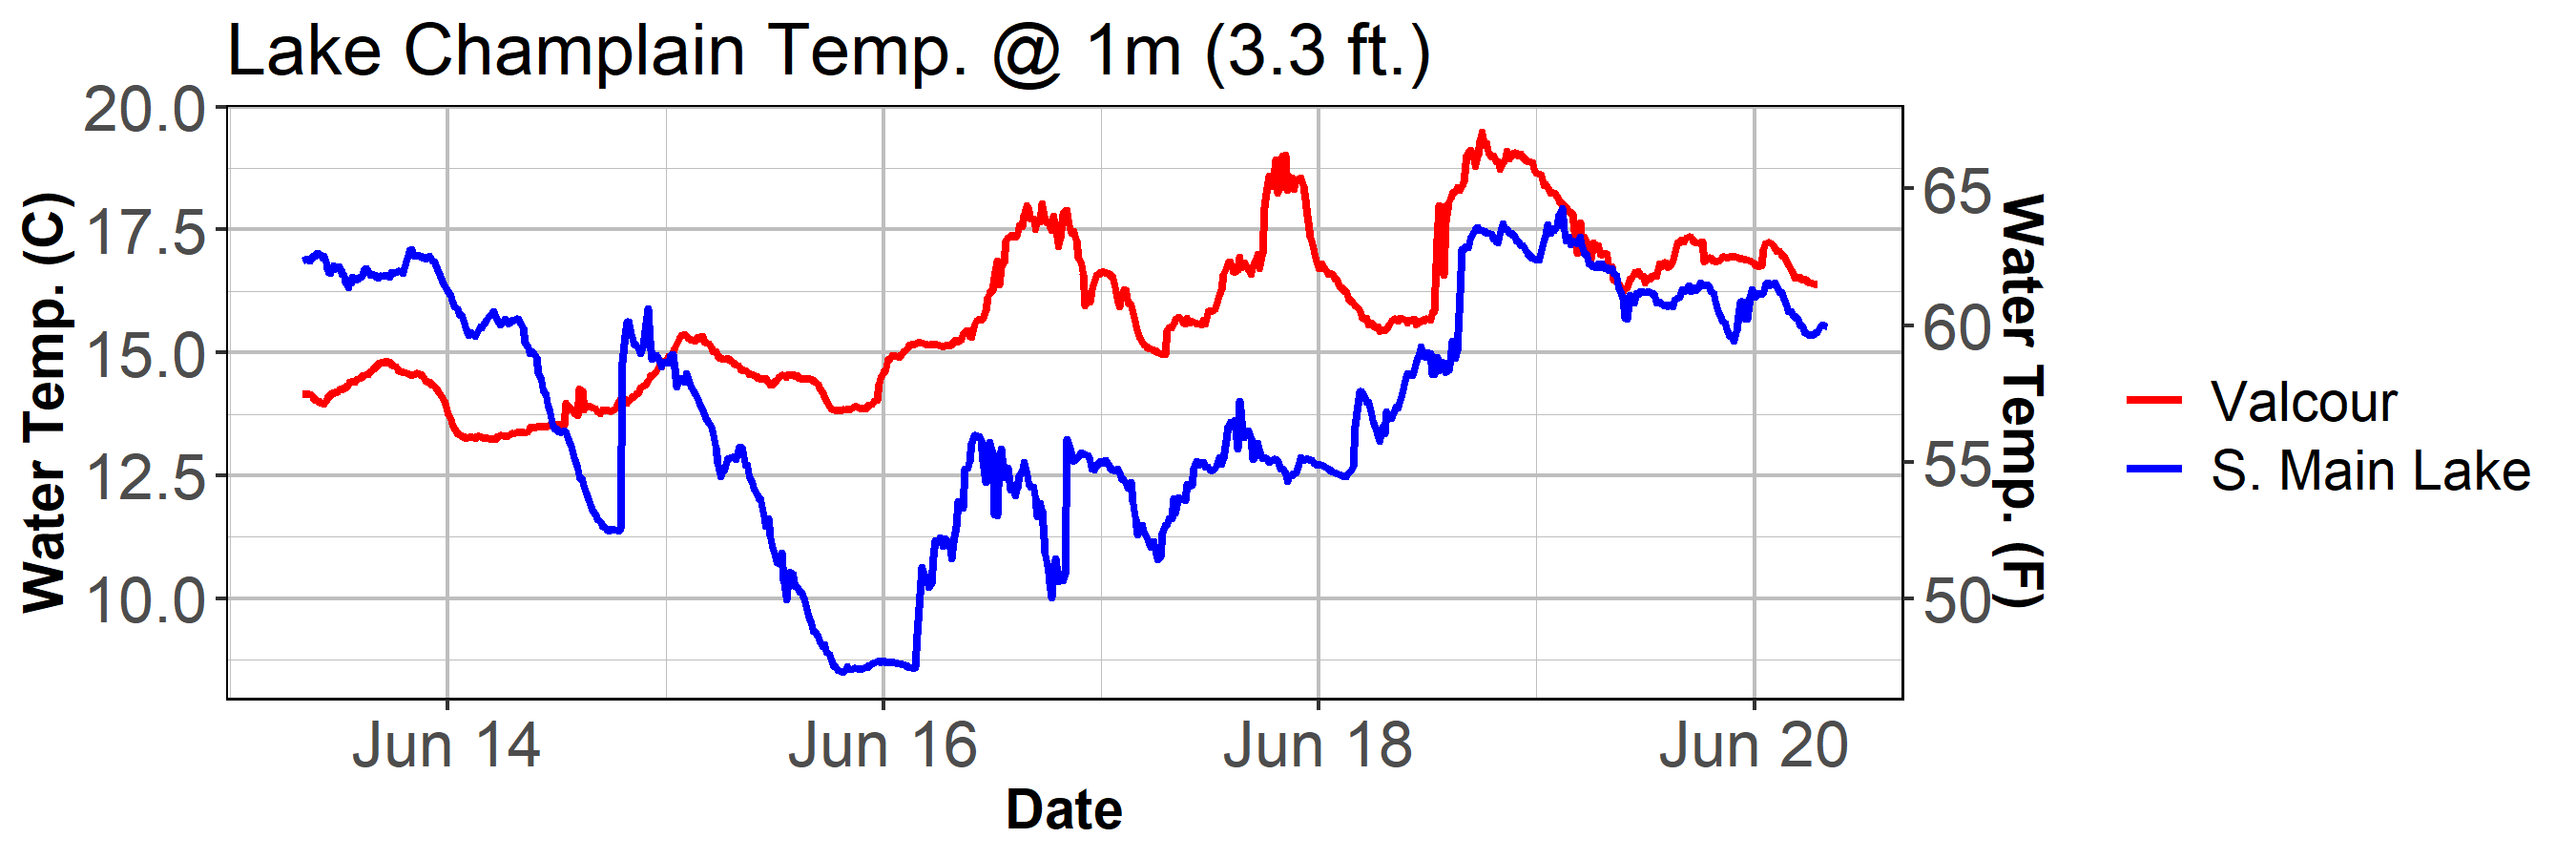 Lake Champlain Temp. @ 1m (3.3 ft.)
Water Temp. (C)
20.0
17.5
15.0
12.5
10.0
65
60
55
50
Water Temp. (F)
Jun 14 Jun 16 Jun 18 Jun 20
Date
Valcour
S. Main Lake